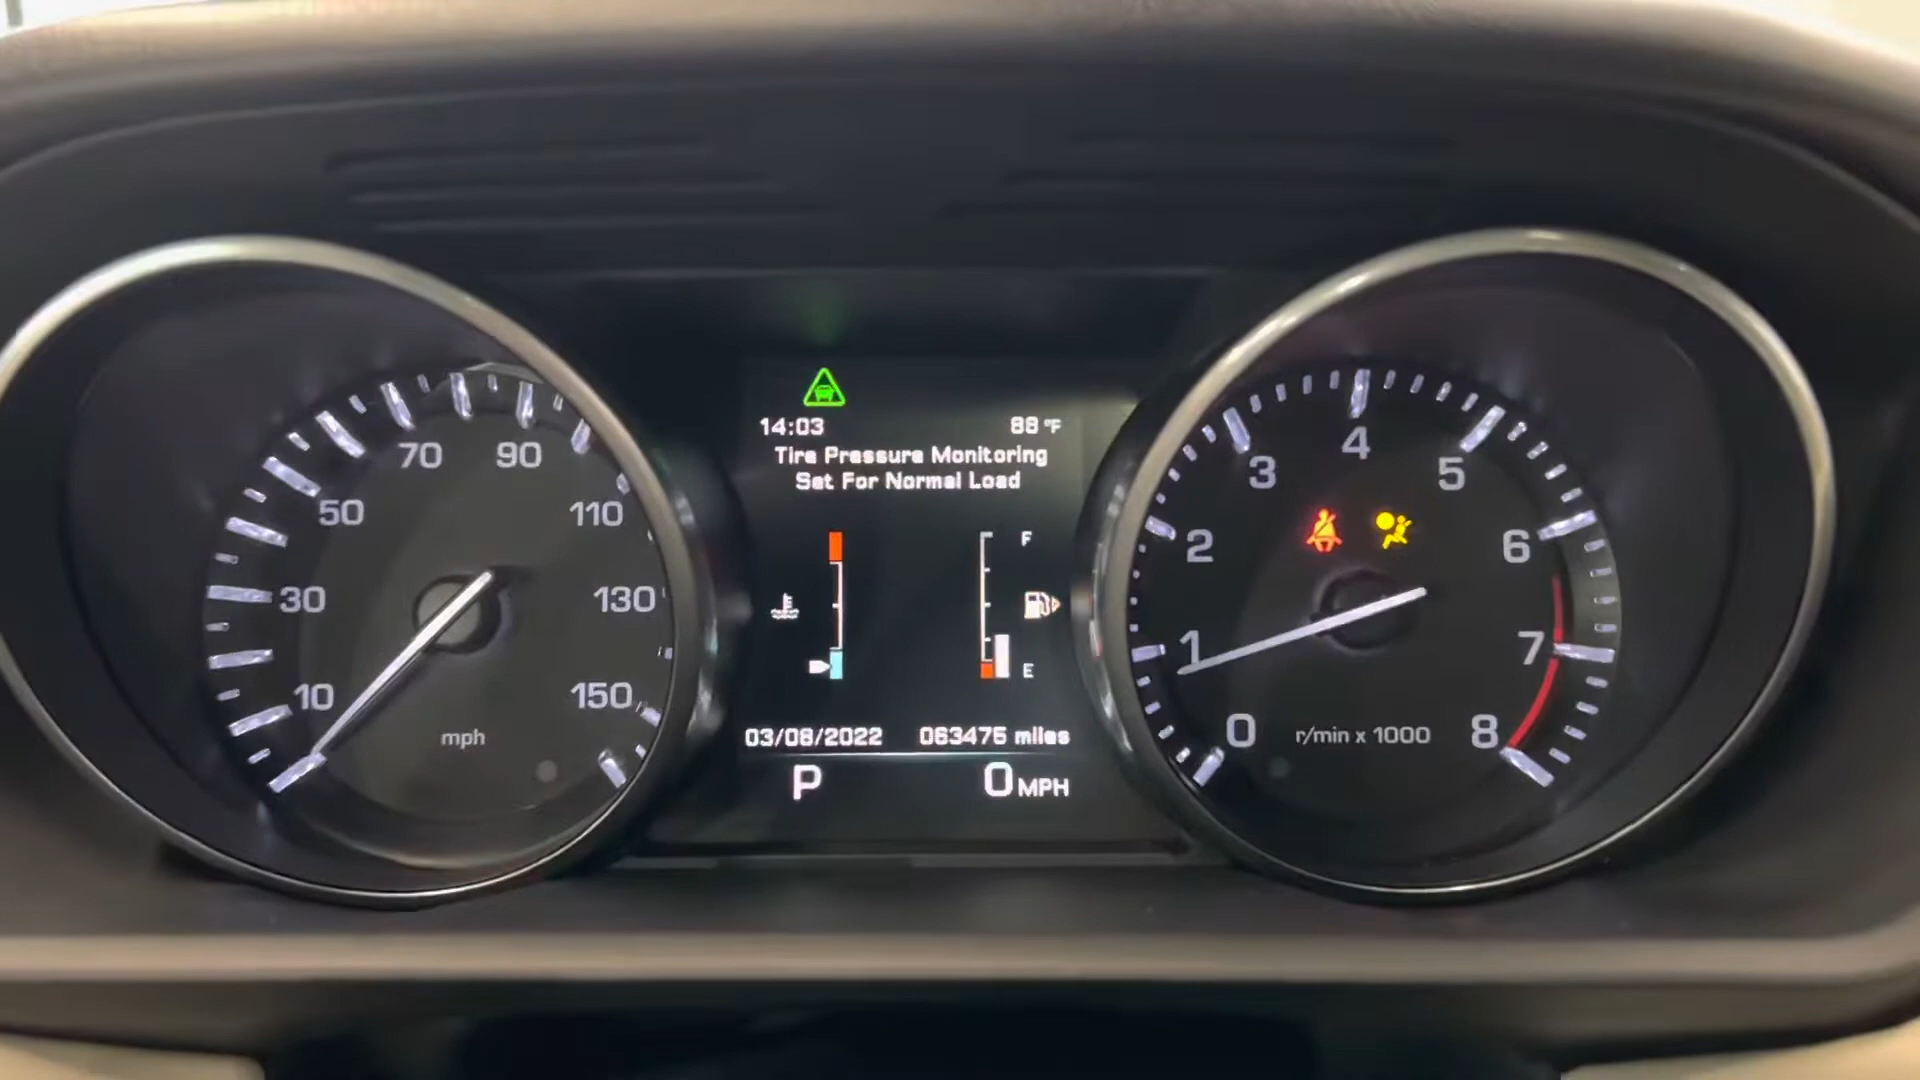 14:03 88 °F
Tire Pressure Monitoring
Set For Normal Load
F
E
03/08/2022 063475 miles
P 0 MPH
10
30
50
70
90
110
130
150
mph
0
1
2
3
4
5
6
7
8
r/min x 1000